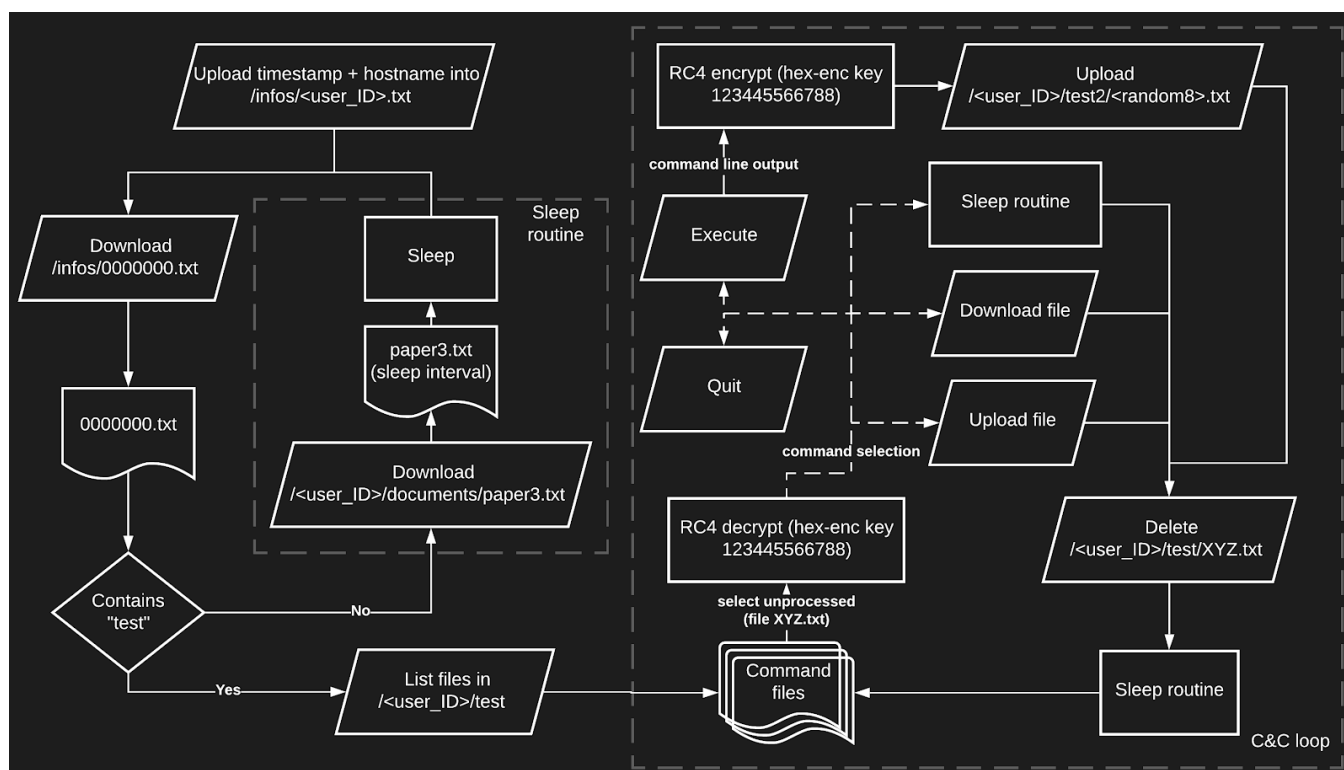 Upload timestamp + hostname into
/infos/<user_ID>.txt
Download
/infos/0000000.txt
0000000.txt
Contains
"test"
No
Yes
List files in
/<user_ID>/test
Sleep
routine
Sleep
paper3.txt
(sleep interval)
Download
/<user_ID>/documents/paper3.txt
RC4 encrypt (hex-enc key
123445566788)
Upload
/<user_ID>/test2/<random8>.txt
command line output
Execute
Quit
Sleep routine
Download file
Upload file
command selection
RC4 decrypt (hex-enc key
123445566788)
select unprocessed
(file XYZ.txt)
Command
files
Delete
/<user_ID>/test/XYZ.txt
Sleep routine
C&C loop